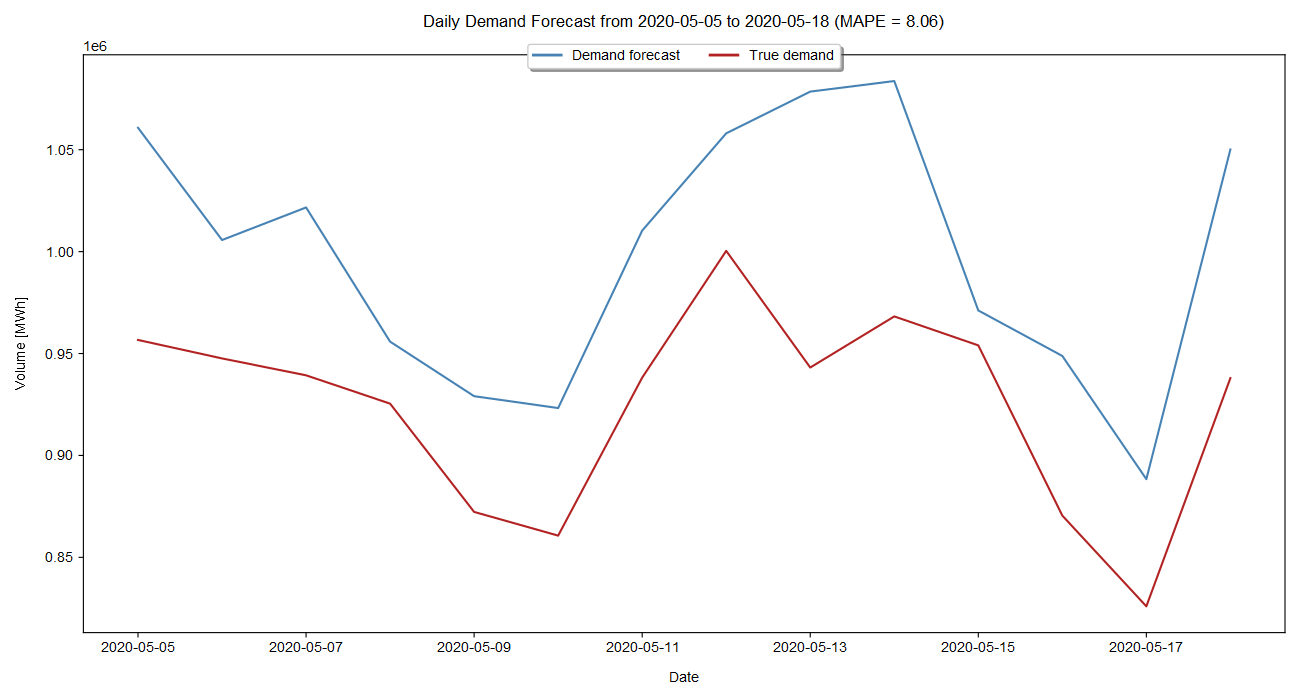 Daily Demand Forecast from 2020-05-05 to 2020-05-18 (MAPE = 8.06)
1e6
Demand forecast
True demand
1.05
1.00
0.95
0.90
0.85
Volume [MWh]
2020-05-05
2020-05-07
2020-05-09
2020-05-11
2020-05-13
2020-05-15
2020-05-17
Date